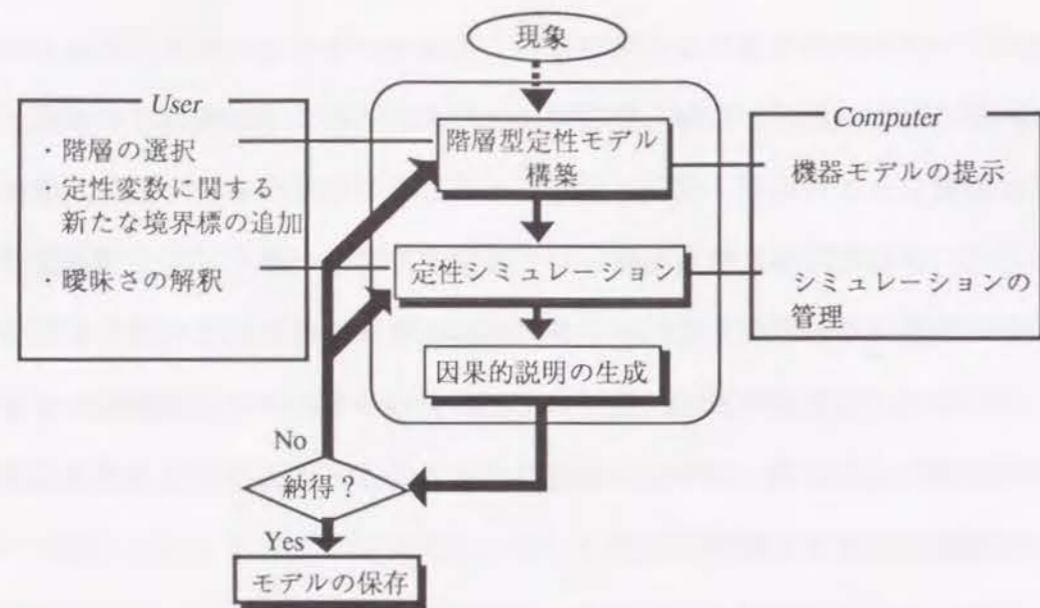 現象
User
・階層の選択
・定性変数に関する
新たな境界標の追加
・曖昧さの解釈
階層型定性モデル
構築
定性シミュレーション
因果的説明の生成
Computer
機器モデルの提示
シミュレーションの
管理
No
納得？
Yes
モデルの保存